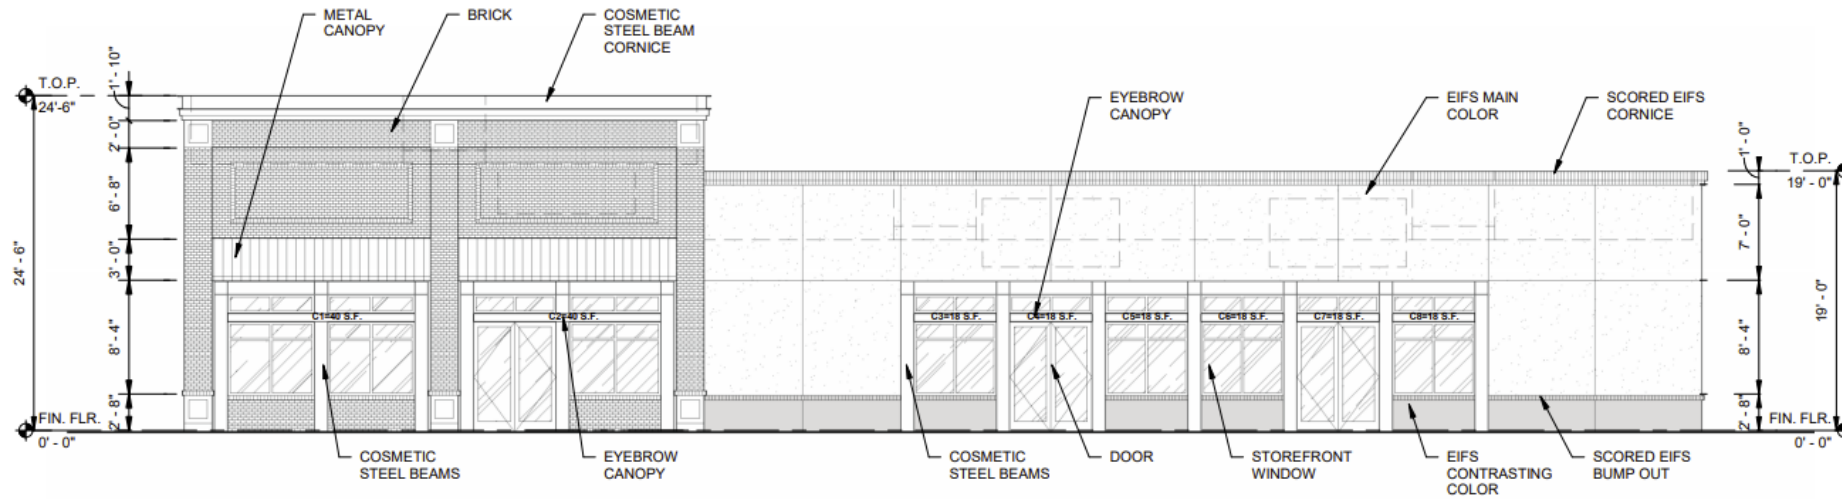 METAL
CANOPY
BRICK
COSMETIC
STEEL BEAM
CORNICE
T.O.P.
24'-6"
1' - 10"
2' - 0"
6' - 8"
3' - 0"
8' - 4"
2' - 8"
24' - 6"
FIN. FLR.
0' - 0"
EYEBROW
CANOPY
EIFS MAIN
COLOR
SCORED EIFS
CORNICE
1' - 0"
T.O.P.
19' - 0"
7' - 0"
8' - 4"
2' - 8"
19' - 0"
FIN. FLR.
0' - 0"
C1=40 S.F.
C2=40 S.F.
C3=18 S.F.
C4=18 S.F.
C5=18 S.F.
C6=18 S.F.
C7=18 S.F.
C8=18 S.F.
COSMETIC
STEEL BEAMS
EYEBROW
CANOPY
COSMETIC
STEEL BEAMS
DOOR
STOREFRONT
WINDOW
EIFS
CONTRASTING
COLOR
SCORED EIFS
BUMP OUT